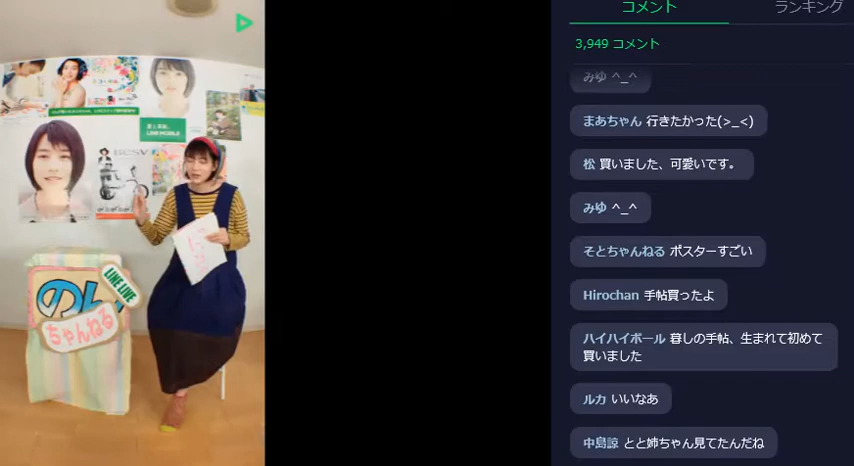 コメント
ランキング
3,949 コメント
みゆ ^_^
まあちゃん 行きたかった(>_<)
松 買いました、可愛いです。
みゆ ^_^
そとちゃんねる ポスターすごい
Hirochan 手帖買ったよ
ハイハイボール 暮しの手帖、生まれて初めて
買いました
ルカ いいなあ
中島諒 とと姉ちゃん見てたんだね
LINE MOBILE
LINE LIVE
のん
ちゃんねる